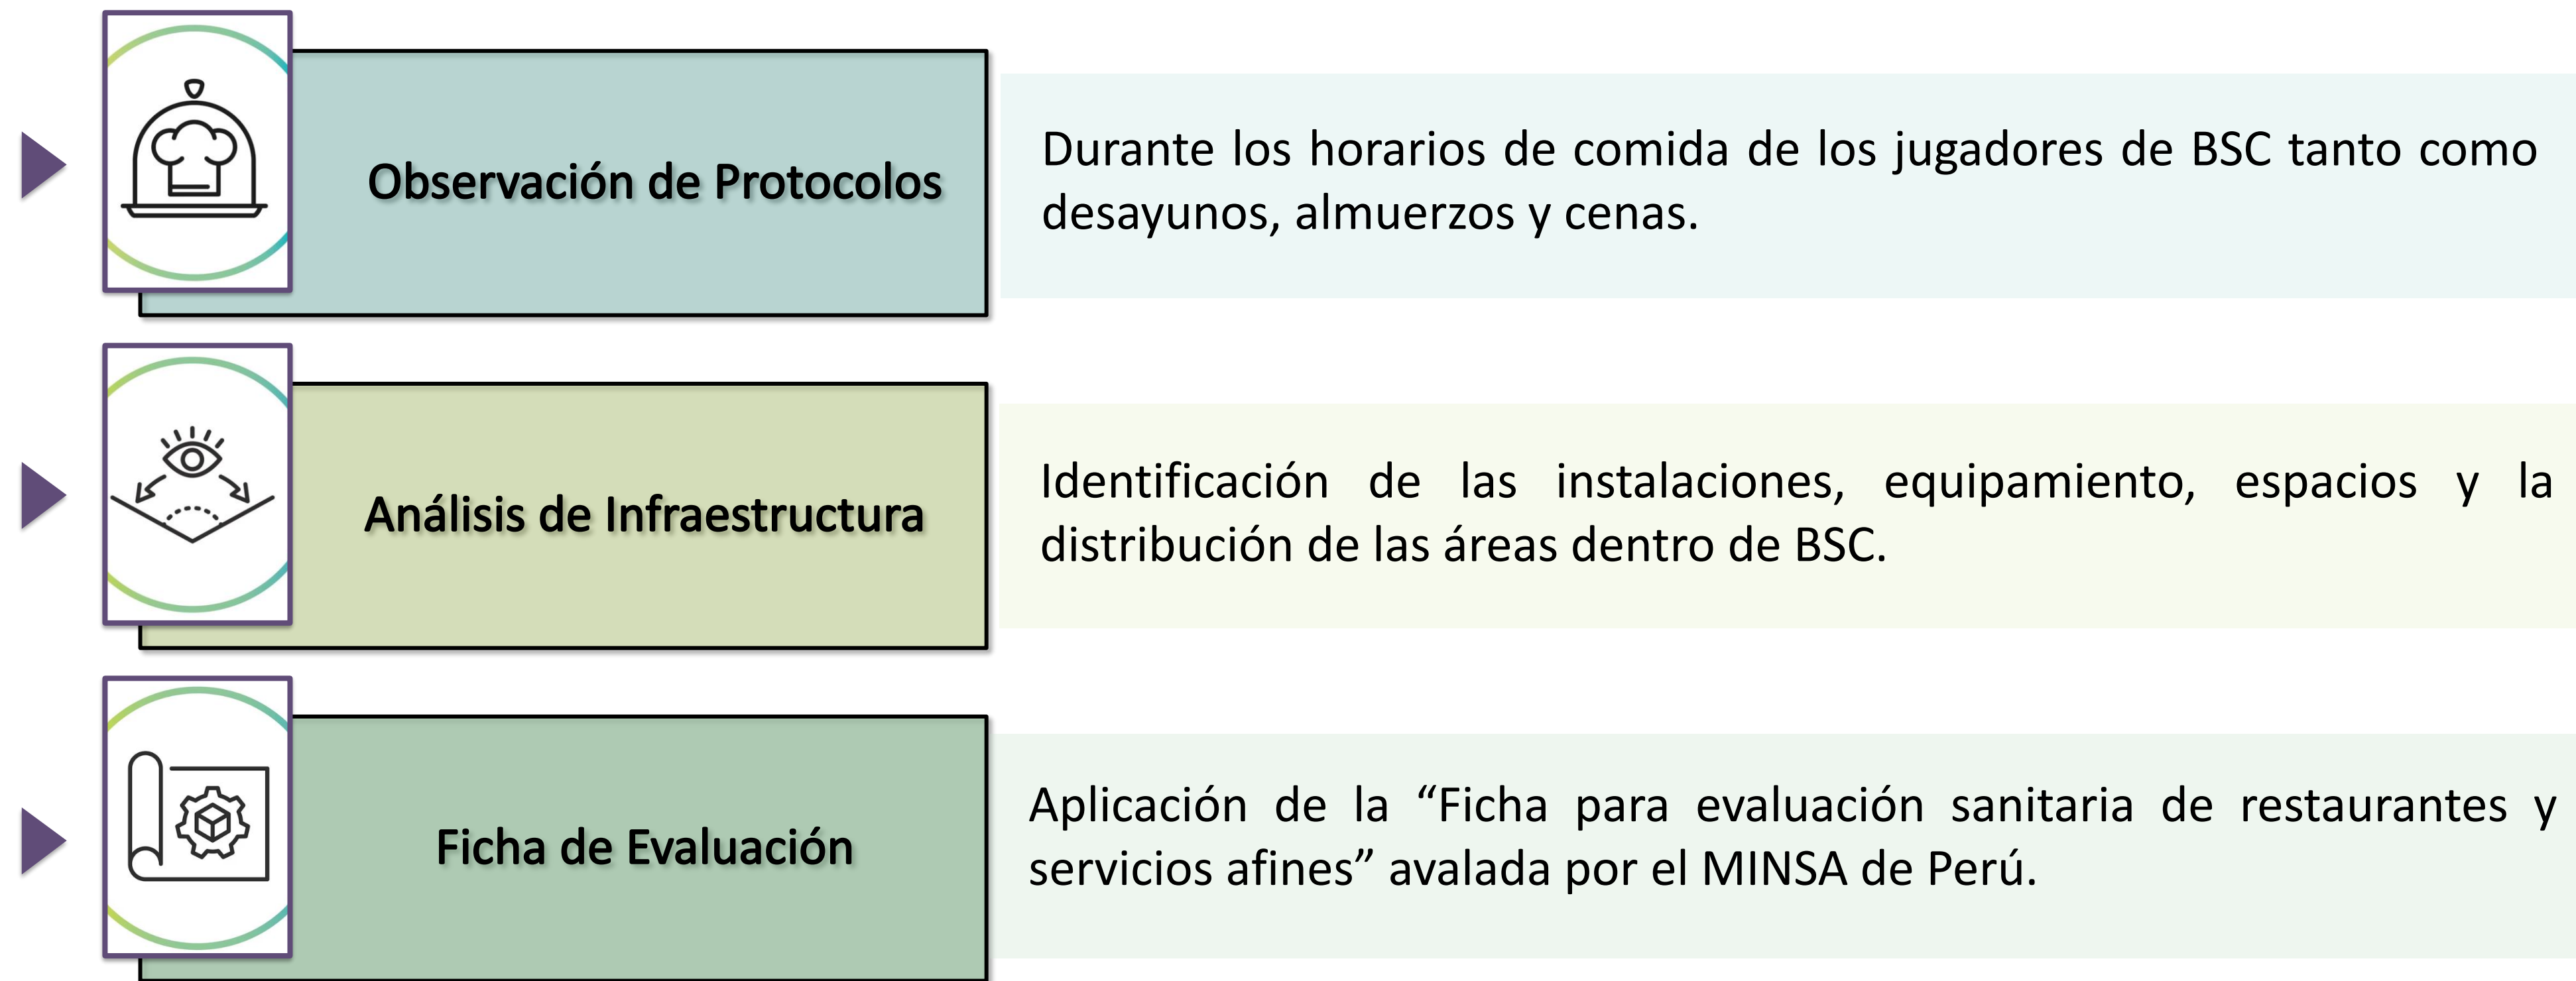 Observación de Protocolos
Durante los horarios de comida de los jugadores de BSC tanto como
desayunos, almuerzos y cenas.
Análisis de Infraestructura
Identificación de las instalaciones, equipamiento, espacios y la
distribución de las áreas dentro de BSC.
Ficha de Evaluación
Aplicación de la “Ficha para evaluación sanitaria de restaurantes y
servicios afines” avalada por el MINSA de Perú.